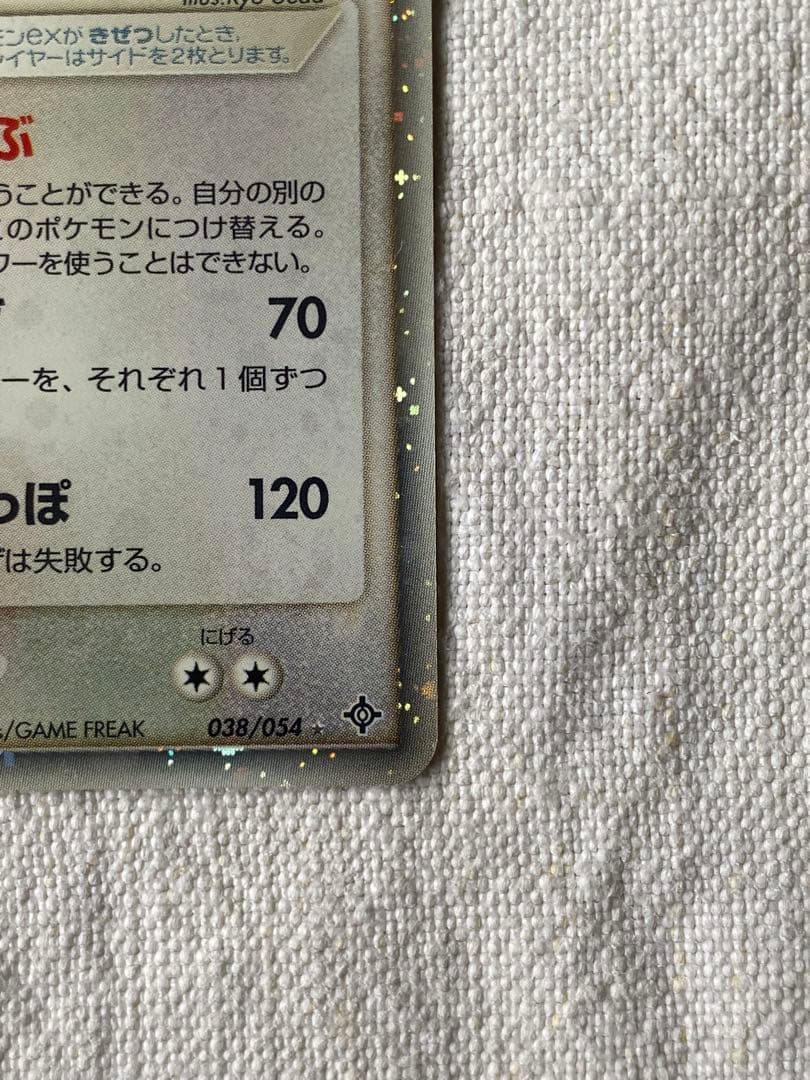 ンexが きぜつしたとき、
イヤーはサイドを2枚とります。
ぶ
うことができる。自分の別の
このポケモンにつけ替える。
ワーを使うことはできない。
70
ーを、それぞれ1個ずつ
っぽ
120
は失敗する。
にげる
/GAME FREAK
038/054 ★